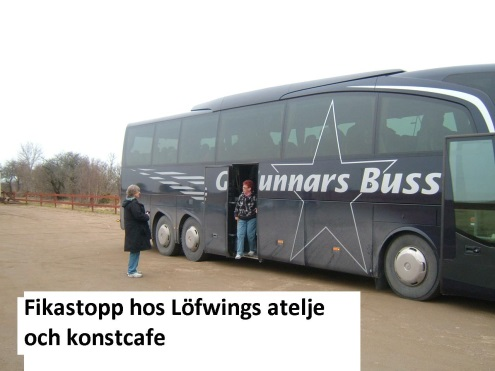 Gunnars Buss
Fikastopp hos Löfwings atelje
och konstcafe